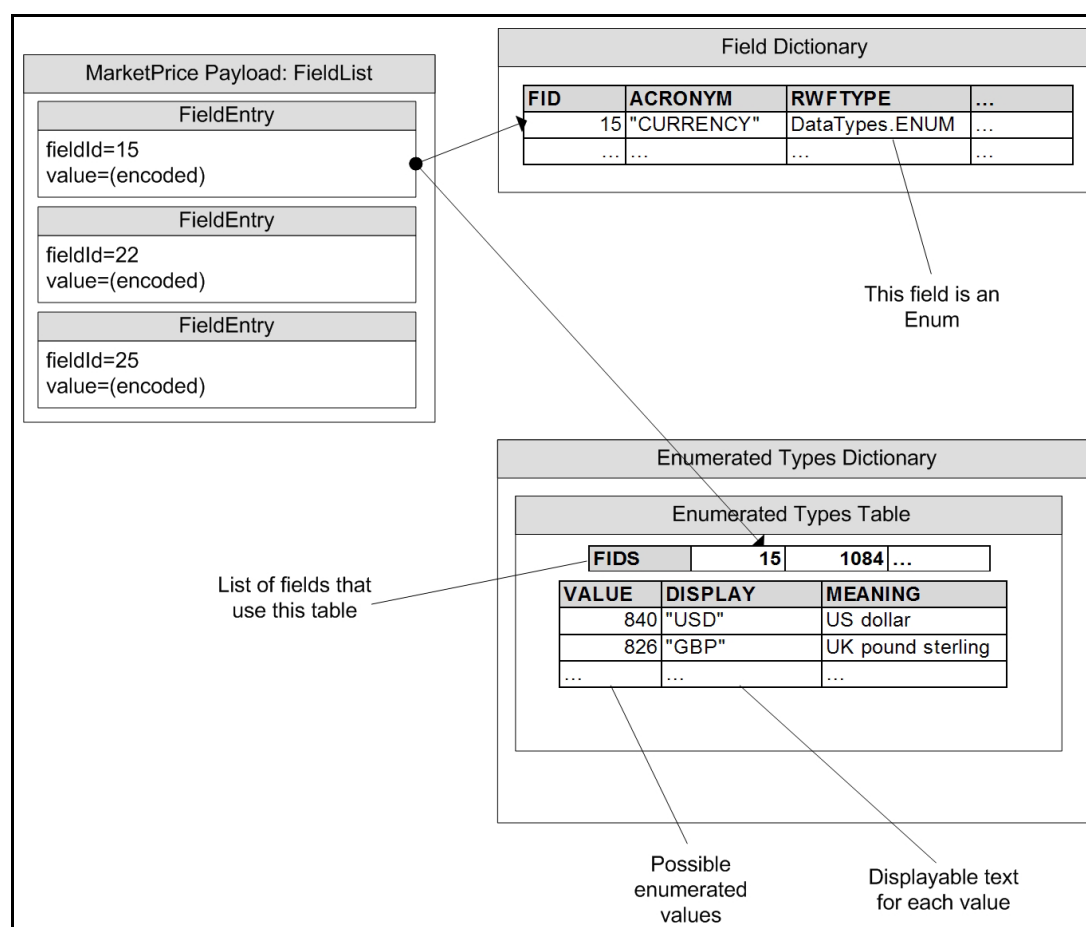 MarketPrice Payload: FieldList
FieldEntry
fieldId=15
value=(encoded)
FieldEntry
fieldId=22
value=(encoded)
FieldEntry
fieldId=25
value=(encoded)
Field Dictionary
FID ACRONYM RWFTYPE ...
15 "CURRENCY" DataTypes.ENUM ...
... ... ... ...
This field is an
Enum
Enumerated Types Dictionary
Enumerated Types Table
FIDS 15 1084 ...
List of fields that
use this table
VALUE DISPLAY MEANING
840 "USD" US dollar
826 "GBP" UK pound sterling
... ... ...
Possible
enumerated
values
Displayable text
for each value